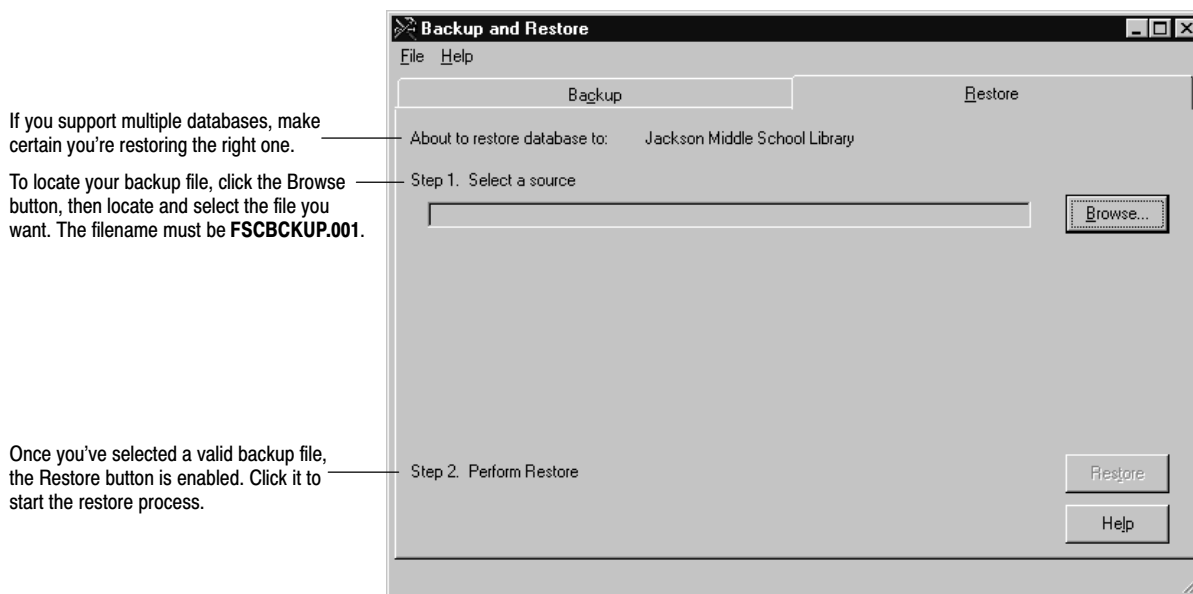 Backup and Restore
File Help
Backup
Restore
If you support multiple databases, make
certain you're restoring the right one.
About to restore database to: Jackson Middle School Library
To locate your backup file, click the Browse
button, then locate and select the file you
want. The filename must be FSCBCKUP.001.
Step 1. Select a source
Browse...
Once you've selected a valid backup file,
the Restore button is enabled. Click it to
start the restore process.
Step 2. Perform Restore
Restore
Help